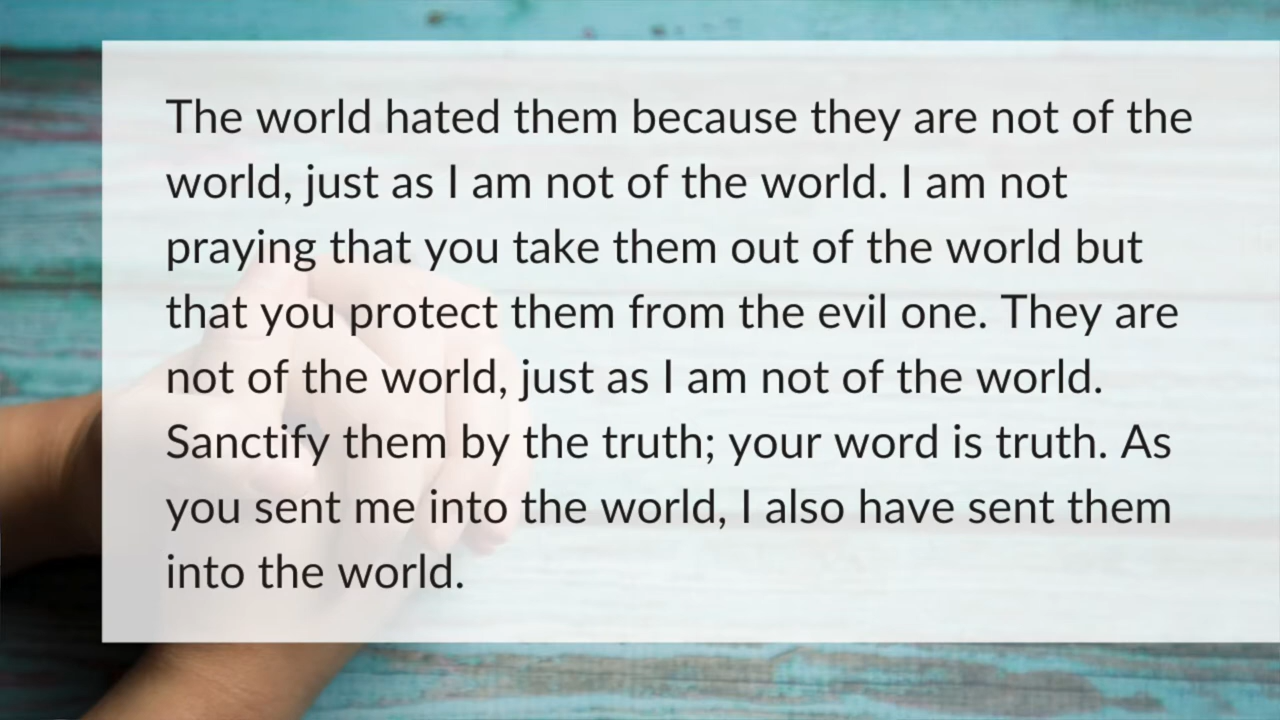 The world hated them because they are not of the
world, just as I am not of the world. I am not
praying that you take them out of the world but
that you protect them from the evil one. They are
not of the world, just as I am not of the world.
Sanctify them by the truth; your word is truth. As
you sent me into the world, I also have sent them
into the world.